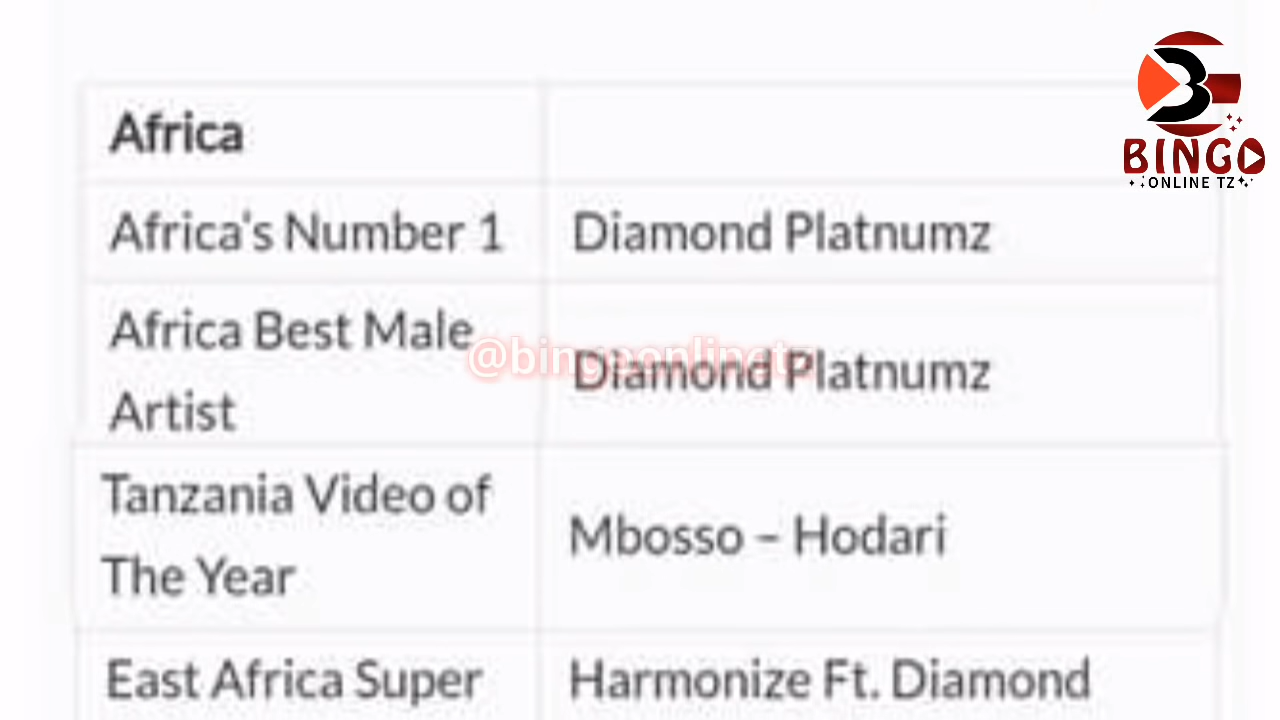 Africa
Africa's Number 1 Diamond Platnumz
Africa Best Male
Artist
Diamond Platnumz
Tanzania Video of
The Year
Mbosso – Hodari
East Africa Super Harmonize Ft. Diamond
@bingoonlinetz
BINGO
ONLINE TZ